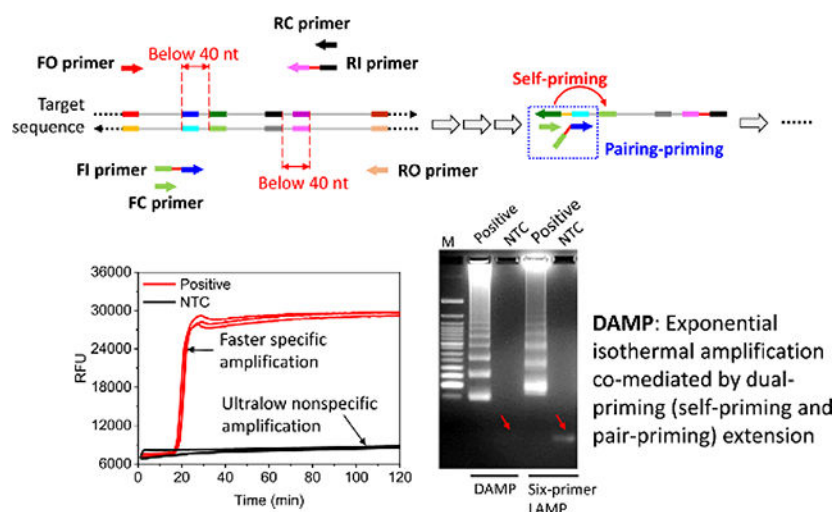 RC primer
FO primer
Below 40 nt
RI primer
Self-priming
Target
sequence
......
Pairing-priming
FI primer
Below 40 nt
RO primer
FC primer
M
Positive
NTC
Positive
NTC
36000
30000
24000
18000
12000
6000
RFU
Positive
NTC
Faster specific
amplification
Ultralow nonspecific
amplification
0
20
40
60
80
100
120
Time (min)
DAMP
Six-primer
LAMP
DAMP: Exponential
isothermal amplification
co-mediated by dual-
priming (self-priming and
pair-priming) extension